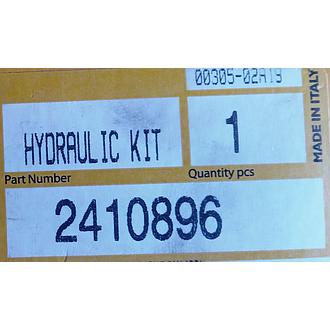 00305-02A19
HYDRAULIC KIT
1
MADE IN ITALY
Part Number
Quantity pcs
2410896